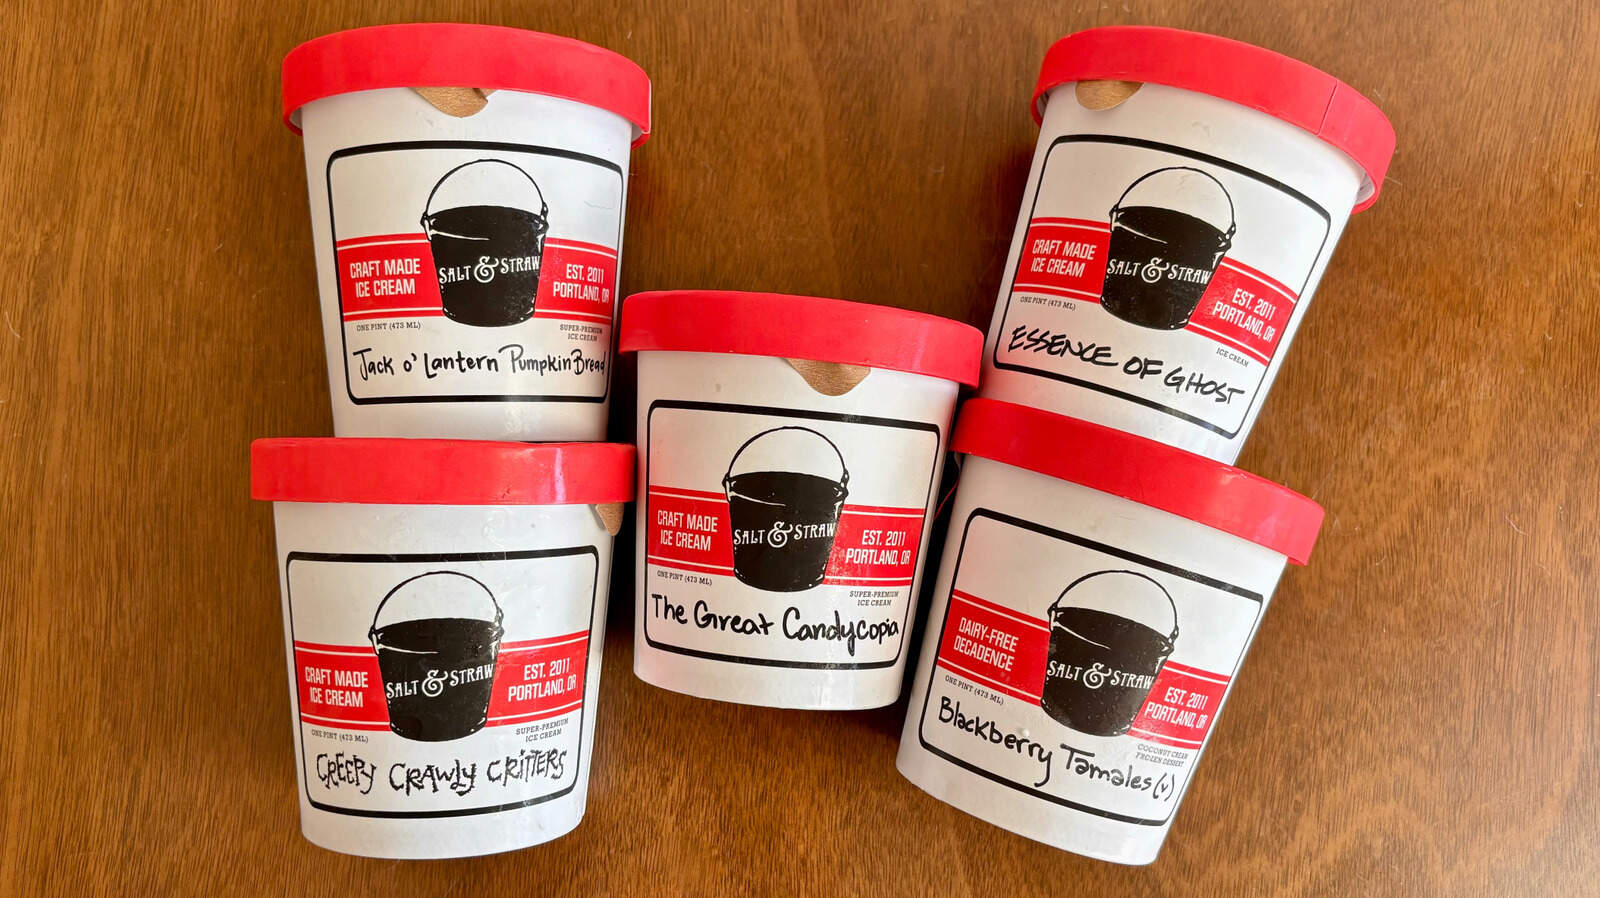 CRAFT MADE
ICE CREAM
SALT & STRAW
EST. 2011
PORTLAND, OR
ONE PINT (473 ML)
SUPER-PREMIUM
ICE CREAM
Jack o' Lantern Pumpkin Bread
CRAFT MADE
ICE CREAM
SALT & STRAW
EST. 2011
PORTLAND, OR
ONE PINT (473 ML)
ICE CREAM
ESSENCE OF GHOST
CRAFT MADE
ICE CREAM
SALT & STRAW
EST. 2011
PORTLAND, OR
ONE PINT (473 ML)
SUPER-PREMIUM
ICE CREAM
The Great Candycopia
CRAFT MADE
ICE CREAM
SALT & STRAW
EST. 2011
PORTLAND, OR
ONE PINT (473 ML)
SUPER-PREMIUM
ICE CREAM
CREEPY CRAWLY CRITTERS
DAIRY-FREE
DECADENCE
SALT & STRAW
EST. 2011
PORTLAND, OR
ONE PINT (473 ML)
COCONUT CREAM
FROZEN DESSERT
Blackberry Tamales (v)